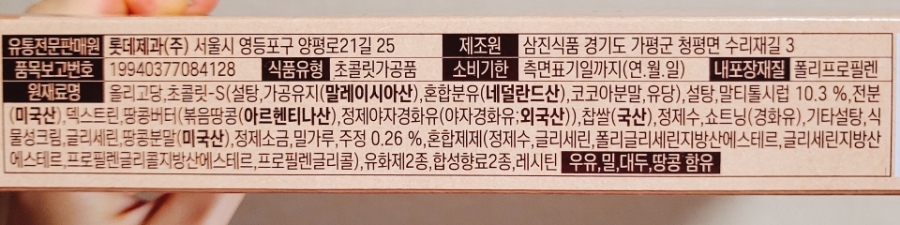 유통전문판매원 롯데제과(주) 서울시 영등포구 양평로21길 25 제조원 삼진식품 경기도 가평군 청평면 수리재길 3
품목보고번호 19940377084128 식품유형 초콜릿가공품 소비기한 측면표기일까지(연.월.일) 내포장재질 폴리프로필렌
원재료명 올리고당,초콜릿-S(설탕,가공유지(말레이시아산),혼합분유(네덜란드산),코코아분말,유당),설탕,말티톨시럽 10.3 %,전분
(미국산),덱스트린,땅콩버터(볶음땅콩(아르헨티나산),정제야자경화유(야자경화유:외국산)),찹쌀(국산),정제수,쇼트닝(경화유),기타설탕,식
물성크림,글리세린,땅콩분말(미국산),정제소금,밀가루,주정 0.26 %,혼합제제(정제수,글리세린,폴리글리세린지방산에스테르,글리세린지방산
에스테르,프로필렌글리콜지방산에스테르,프로필렌글리콜),유화제2종,합성향료2종,레시틴 우유,밀,대두,땅콩 함유